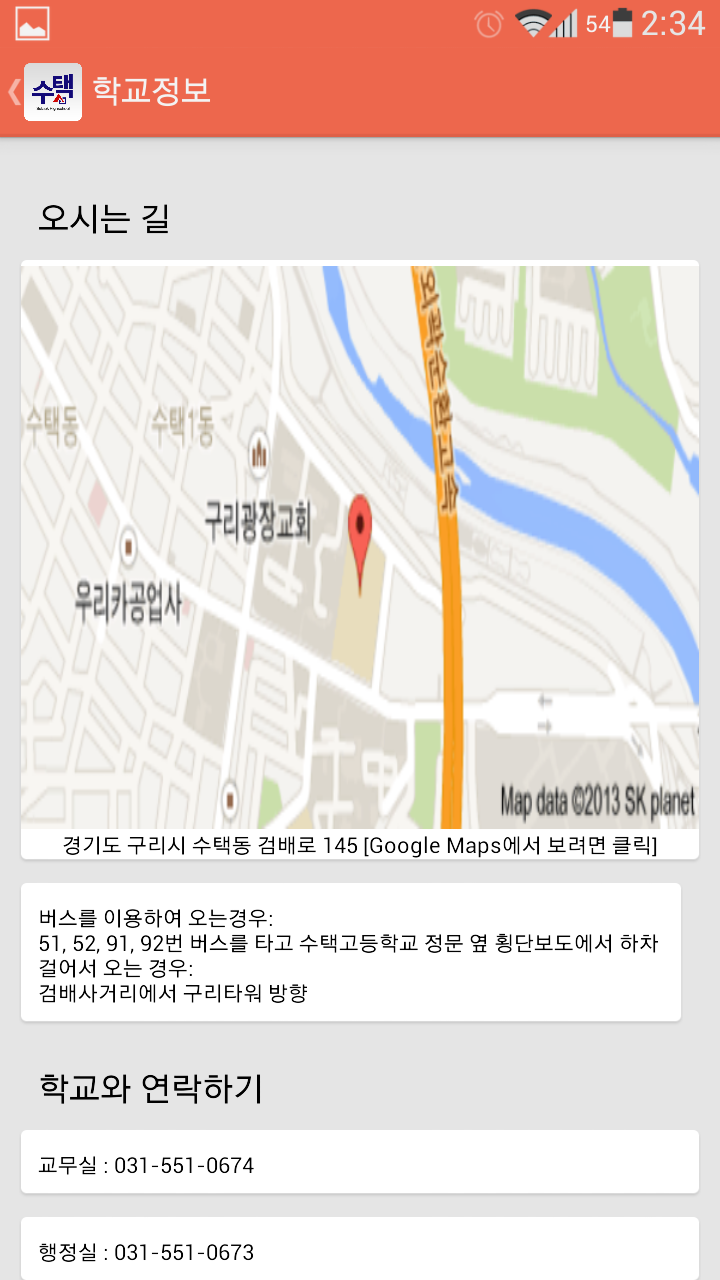 54 2:34
수택
학교정보
오시는 길
외곽순환고속
수택동
수택1동
구리광장교회
우리카공업사
Map data ©2013 SK planet
경기도 구리시 수택동 검배로 145 [Google Maps에서 보려면 클릭]
버스를 이용하여 오는경우:
51, 52, 91, 92번 버스를 타고 수택고등학교 정문 옆 횡단보도에서 하차
걸어서 오는 경우:
검배사거리에서 구리타워 방향
학교와 연락하기
교무실 : 031-551-0674
행정실 : 031-551-0673